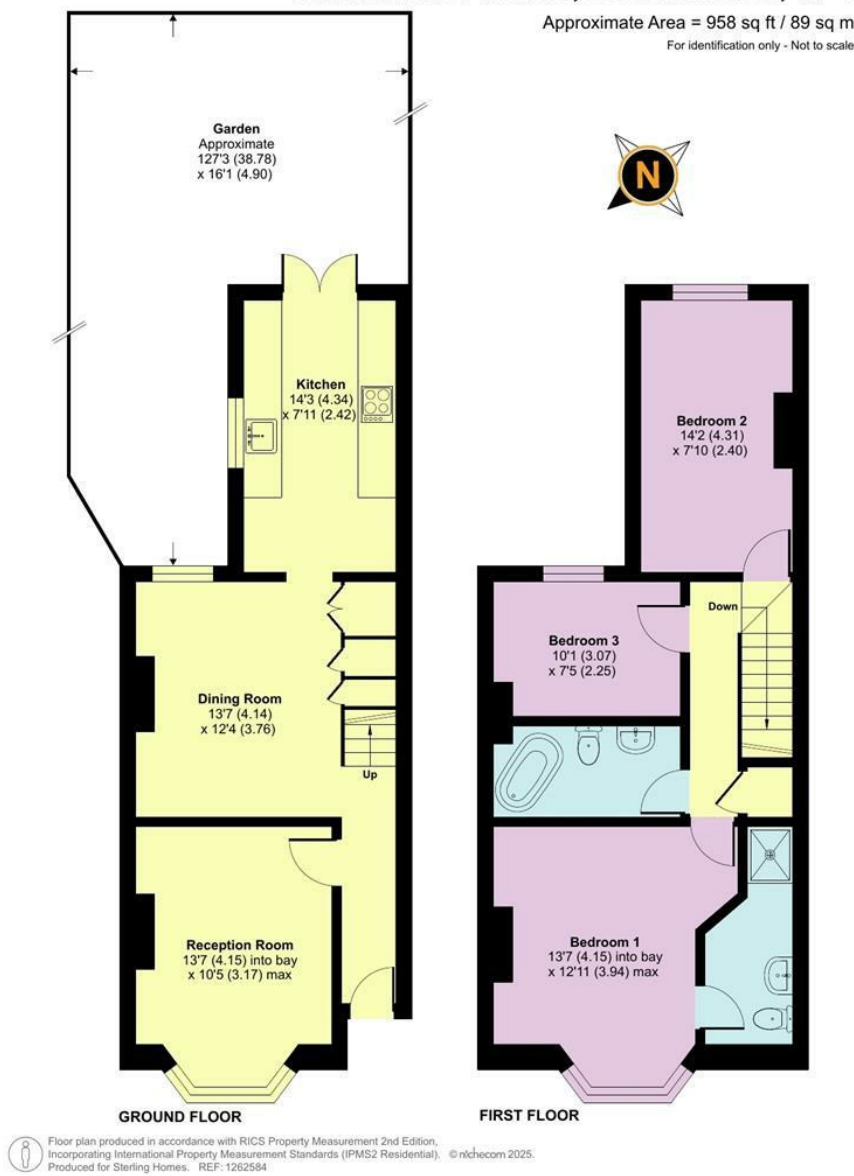 Approximate Area = 958 sq ft / 89 sq m
For identification only - Not to scale
Garden
Approximate
127'3 (38.78)
x 16'1 (4.90)
N
Kitchen
14'3 (4.34)
x 7'11 (2.42)
Bedroom 2
14'2 (4.31)
x 7'10 (2.40)
Dining Room
13'7 (4.14)
x 12'4 (3.76)
Up
Bedroom 3
10'1 (3.07)
x 7'5 (2.25)
Down
Reception Room
13'7 (4.15) into bay
x 10'5 (3.17) max
Bedroom 1
13'7 (4.15) into bay
x 12'11 (3.94) max
GROUND FLOOR
FIRST FLOOR
Floor plan produced in accordance with RICS Property Measurement 2nd Edition,
Incorporating International Property Measurement Standards (IPMS2 Residential). © nichecom 2025.
Produced for Sterling Homes. REF: 1262584